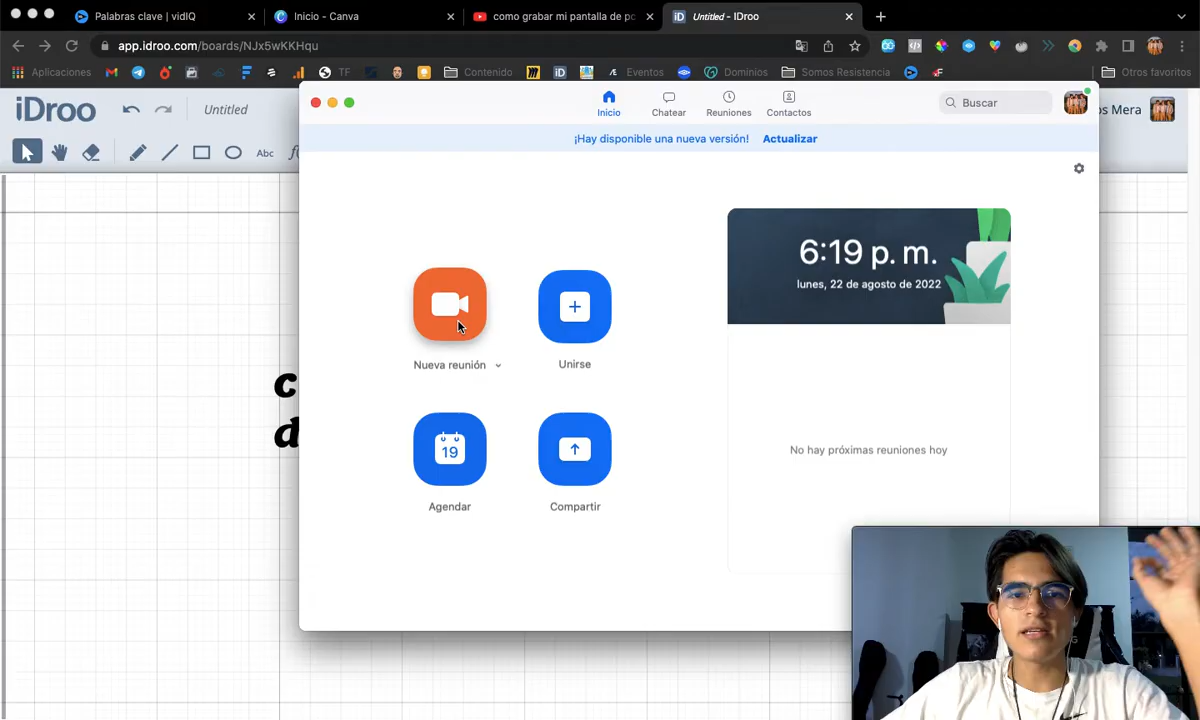 Palabras clave | vidIQ
Inicio - Canva
como grabar mi pantalla de pc
Untitled - IDroo
app.idroo.com/boards/NJx5wKKHqu
Aplicaciones
TF
Contenido
Eventos
Dominios
Somos Resistencia
Otros favoritos
iDroo
Untitled
os Mera
Abc
Inicio
Chatear
Reuniones
Contactos
Buscar
¡Hay disponible una nueva versión! Actualizar
6:19 p. m.
lunes, 22 de agosto de 2022
Nueva reunión
Unirse
c
d
19
Agendar
Compartir
No hay próximas reuniones hoy